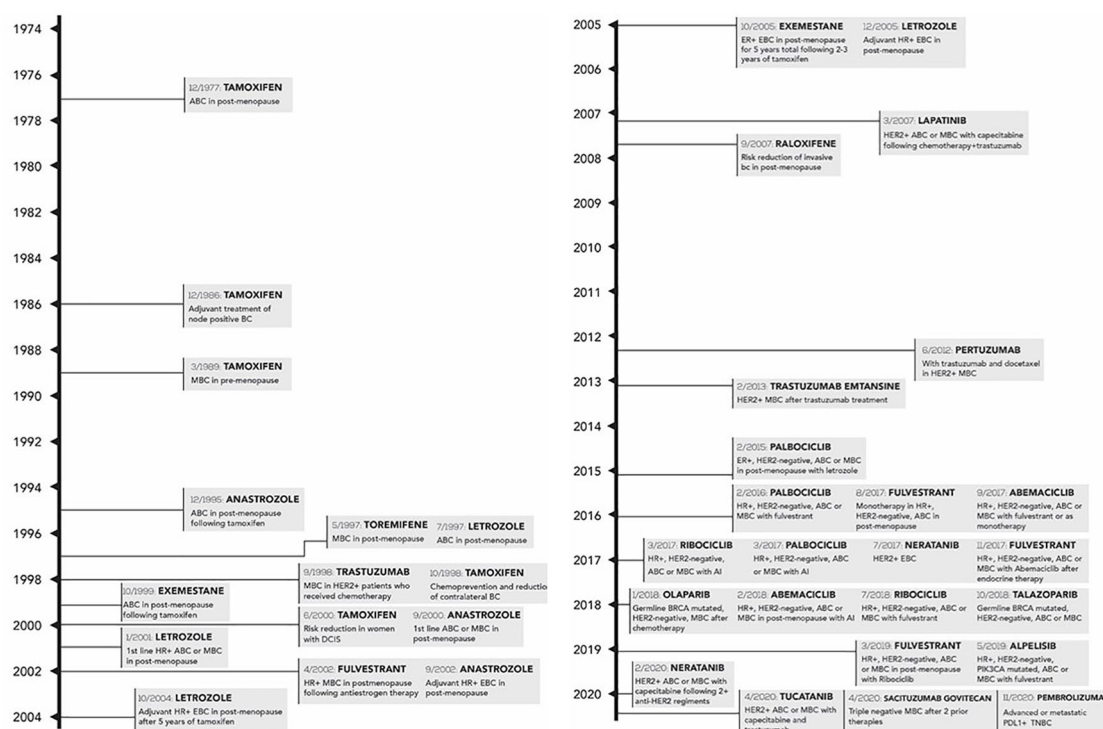 1974
1976
12/1977: TAMOXIFEN
ABC in post-menopause
1978
1980
1982
1984
12/1986: TAMOXIFEN
Adjuvant treatment of
node positive BC
1986
1988
3/1989: TAMOXIFEN
MBC in pre-menopause
1990
1992
1994
12/1995: ANASTROZOLE
ABC in post-menopause
following tamoxifen
5/1997: TOREMIFENE
MBC in post-menopause
7/1997: LETROZOLE
ABC in post-menopause
1996
1998
9/1998: TRASTUZUMAB
MBC in HER2+ patients who
received chemotherapy
10/1998: TAMOXIFEN
Chemoprevention and reductio
of contralateral BC
10/1999: EXEMESTANE
ABC in post-menopause
following tamoxifen
2000
6/2000: TAMOXIFEN
Risk reduction in women
with DCIS
9/2000: ANASTROZOLE
1st line ABC or MBC in
post-menopause
1/2001: LETROZOLE
1st line HR+ ABC or MBC
in post-menopause
2002
4/2002: FULVESTRANT
HR+ MBC in postmenopause
following antiestrogen therapy
9/2002: ANASTROZOLE
Adjuvant HR+ EBC in
post-menopause
10/2004: LETROZOLE
Adjuvant HR+ EBC in post-menopause
after 5 years of tamoxifen
2004
2005
10/2005: EXEMESTANE
ER+ EBC in post-menopause
for 5 years total following 2-3
years of tamoxifen
12/2005: LETROZOLE
Adjuvant HR+ EBC in
post-menopause
2006
2007
3/2007: LAPATINIB
HER2+ ABC or MBC with capecitabine
following chemotherapy+trastuzumab
9/2007: RALOXIFENE
Risk reduction of invasive
bc in post-menopause
2008
2009
2010
2011
2012
6/2012: PERTUZUMAB
With trastuzumab and docetaxel
in HER2+ MBC
2013
2/2013: TRASTUZUMAB EMTANSINE
HER2+ MBC after trastuzumab treatment
2014
2/2015: PALBOCICLIB
ER+, HER2-negative, ABC or MBC
in post-menopause with letrozole
2015
2/2016: PALBOCICLIB
HR+, HER2-negative, ABC or
MBC with fulvestrant
8/2017: FULVESTRANT
Monotherapy in HR+,
HER2-negative, ABC in
post-menopause
9/2017: ABEMACICLIB
HR+, HER2-negative, ABC or
MBC with fulvestrant or as
monotherapy
2016
2017
3/2017: RIBOCICLIB
HR+, HER2-negative,
ABC or MBC with AI
3/2017: PALBOCICLIB
HR+, HER2-negative, ABC
or MBC with AI
7/2017: NERATANIB
HER2+ EBC
11/2017: FULVESTRANT
HR+, HER2-negative, ABC or
MBC with Abemaciclib after
endocrine therapy
2018
1/2018: OLAPARIB
Germline BRCA mutated,
HER2-negative, MBC after
chemotherapy
2/2018: ABEMACICLIB
HR+, HER2-negative, ABC or
MBC in post-menopause with AI
7/2018: RIBOCICLIB
HR+, HER2-negative, ABC or
MBC with fulvestrant
10/2018: TALAZOPARIB
Germline BRCA mutated,
HER2-negative, ABC or MBC
2019
3/2019: FULVESTRANT
HR+, HER2-negative, ABC
or MBC in post-menopause
with Ribociclib
5/2019: ALPELISIB
HR+, HER2-negative,
PIK3CA mutated, ABC or
MBC with fulvestrant
2/2020: NERATANIB
HER2+ ABC or MBC with
capecitabine following 2+
anti-HER2 regiments
2020
4/2020: TUCATANIB
HER2+ ABC or MBC with
capecitabine and
4/2020: SACITUZUMAB GOVITECAN
Triple negative MBC after 2 prior
therapies
11/2020: PEMBROLIZUMA
Advanced or metastatic
PDL1+ TNBC